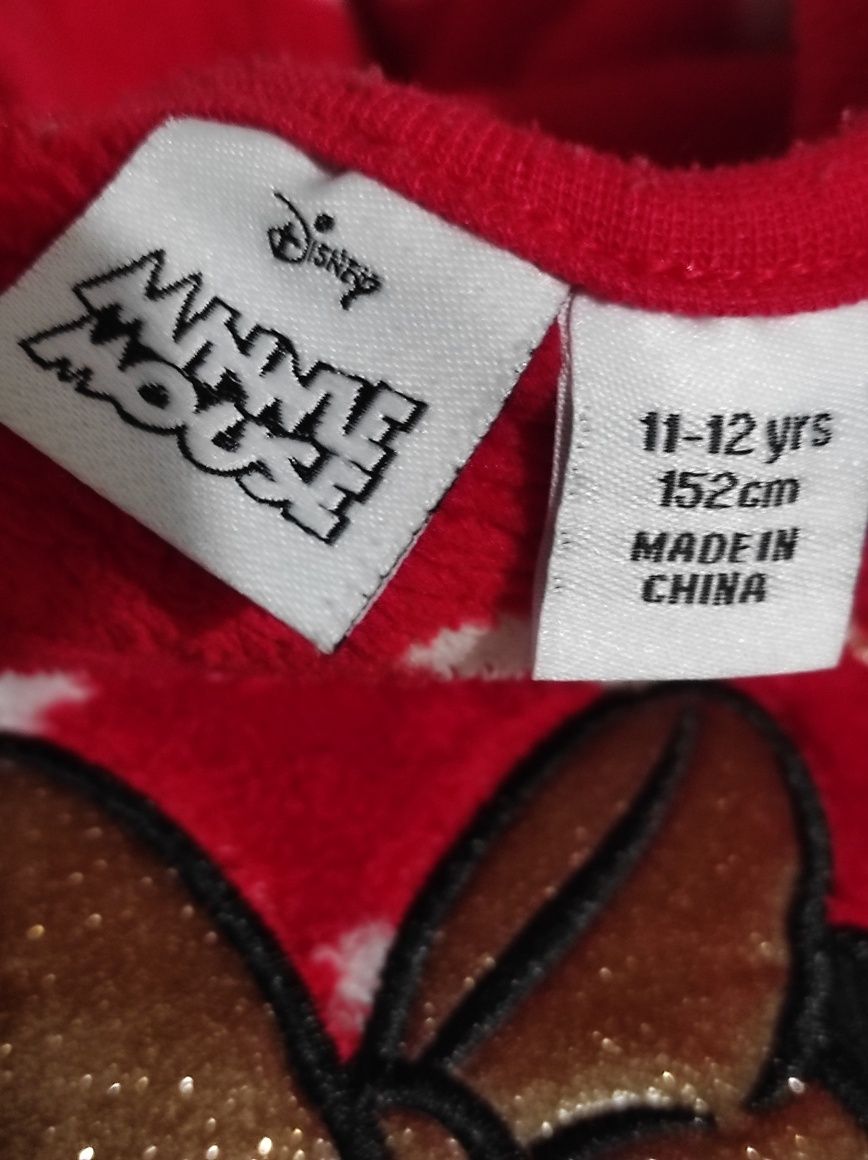 Disney
MINNIE
MOUSE
11-12 yrs
152cm
MADE IN
CHINA